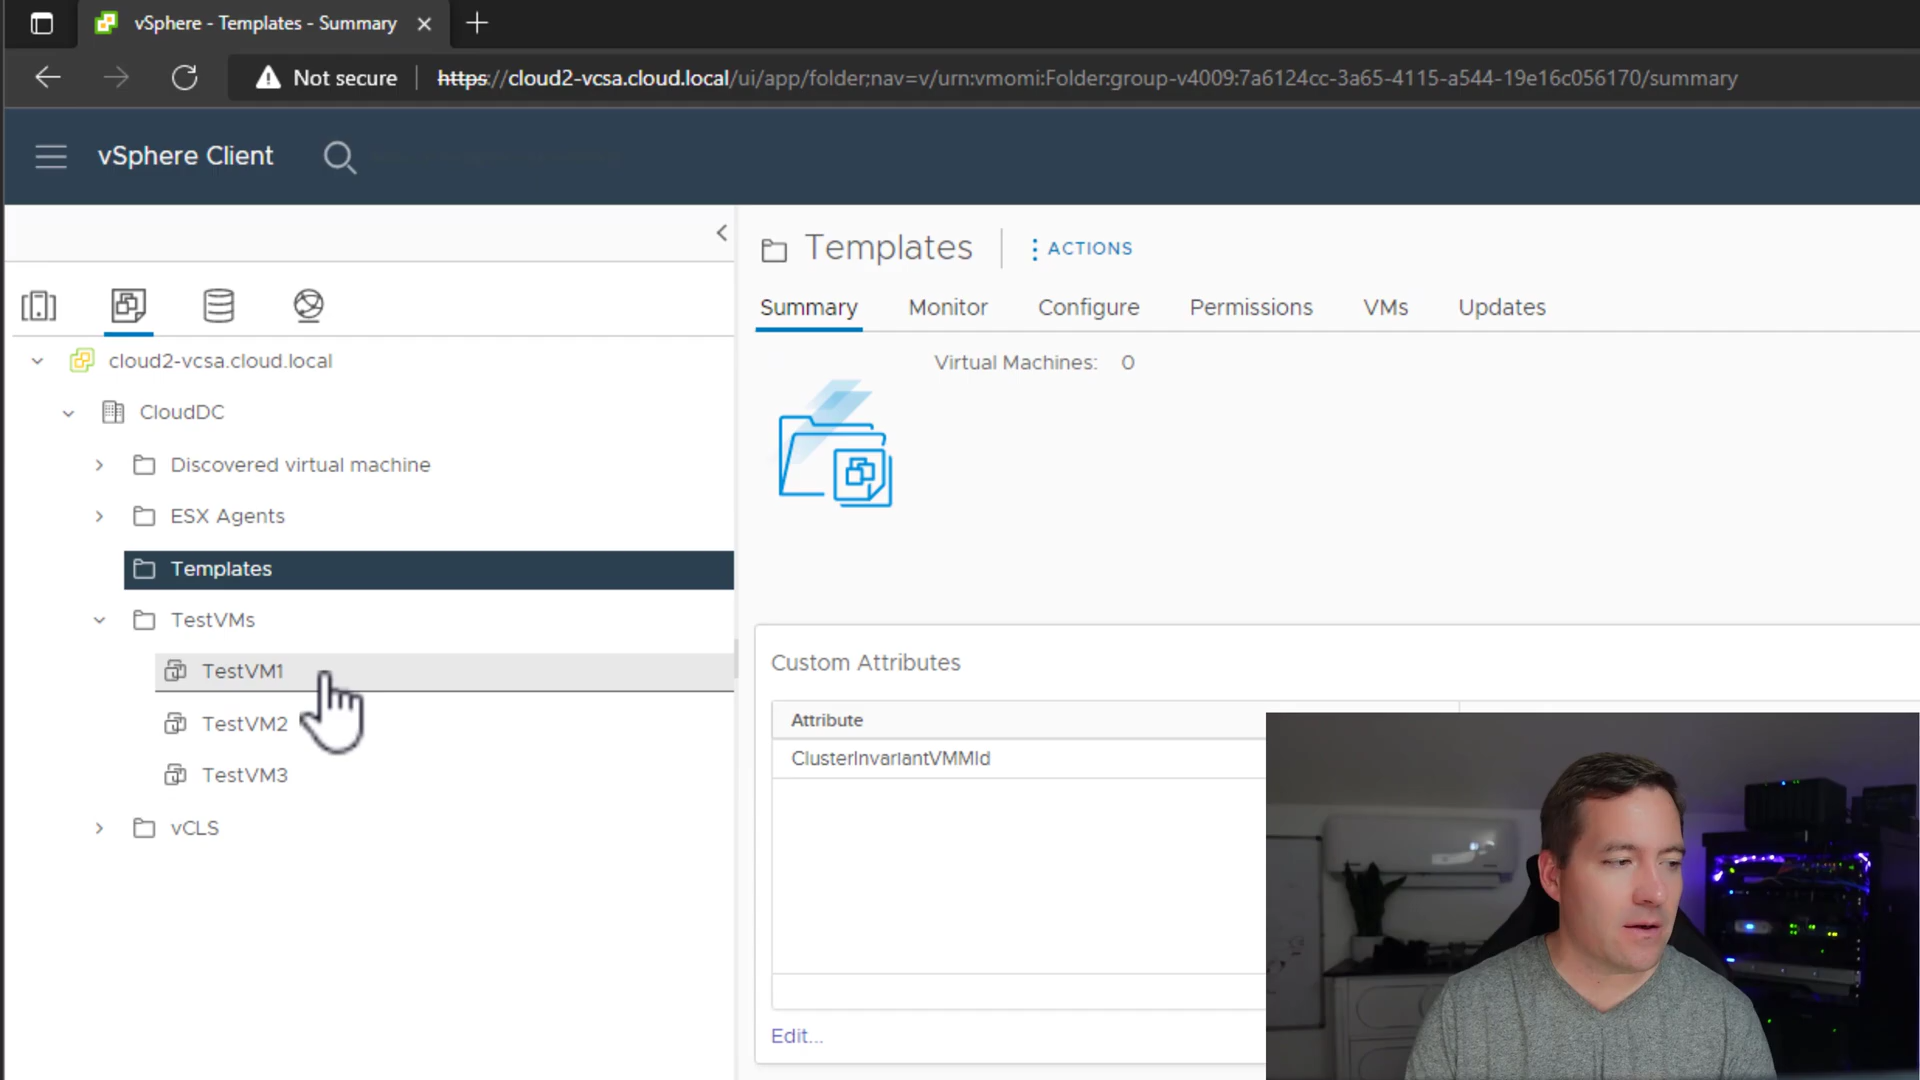 vSphere - Templates - Summary
Not secure
https://cloud2-vcsa.cloud.local/ui/app/folder;nav=v/urn:vmomi:Folder:group-v4009:7a6124cc-3a65-4115-a544-19e16c056170/summary
vSphere Client
Templates
ACTIONS
Summary Monitor Configure Permissions VMs Updates
cloud2-vcsa.cloud.local
CloudDC
Discovered virtual machine
ESX Agents
Templates
TestVMs
TestVM1
TestVM2
TestVM3
vCLS
Virtual Machines: 0
Custom Attributes
Attribute
ClusterInvariantVMMId
Edit...